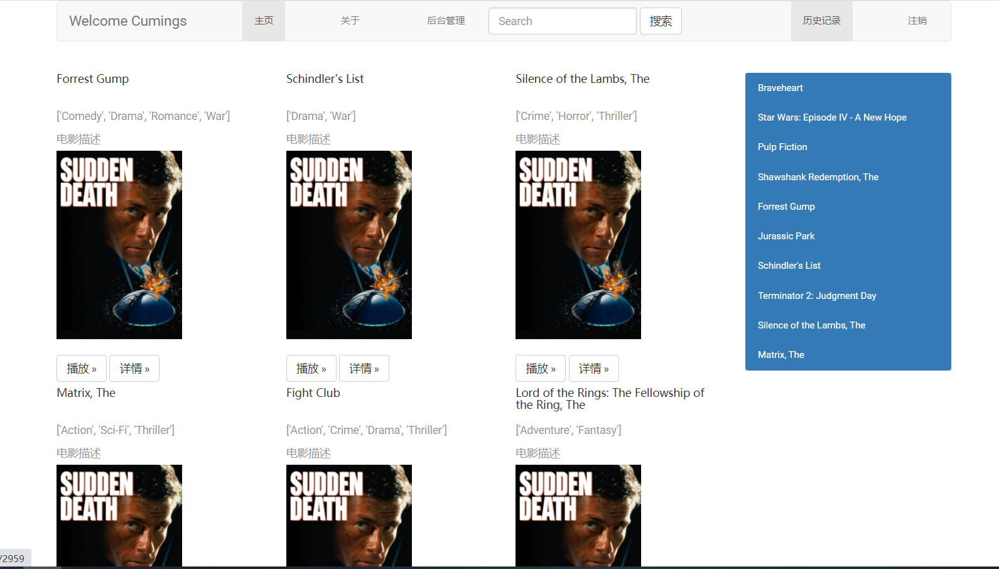 Welcome Cumings 主页 关于 后台管理 Search 搜索 历史记录 注销
Forrest Gump
['Comedy', 'Drama', 'Romance', 'War']
电影描述
SUDDEN
DEATH
播放 » 详情 »
Schindler's List
['Drama', 'War']
电影描述
SUDDEN
DEATH
播放 » 详情 »
Silence of the Lambs, The
['Crime', 'Horror', 'Thriller']
电影描述
SUDDEN
DEATH
播放 » 详情 »
Matrix, The
['Action', 'Sci-Fi', 'Thriller']
电影描述
SUDDEN
DEATH
Fight Club
['Action', 'Crime', 'Drama', 'Thriller']
电影描述
SUDDEN
DEATH
Lord of the Rings: The Fellowship of
the Ring, The
['Adventure', 'Fantasy']
电影描述
SUDDEN
DEATH
Braveheart
Star Wars: Episode IV - A New Hope
Pulp Fiction
Shawshank Redemption, The
Forrest Gump
Jurassic Park
Schindler's List
Terminator 2: Judgment Day
Silence of the Lambs, The
Matrix, The
/2959